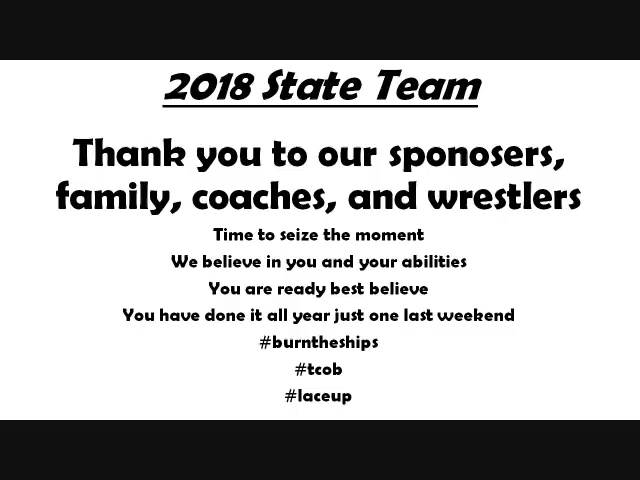 2018 State Team
Thank you to our sponosers,
family, coaches, and wrestlers
Time to seize the moment
We believe in you and your abilities
You are ready best believe
You have done it all year just one last weekend
#burntheships
#tcob
#laceup